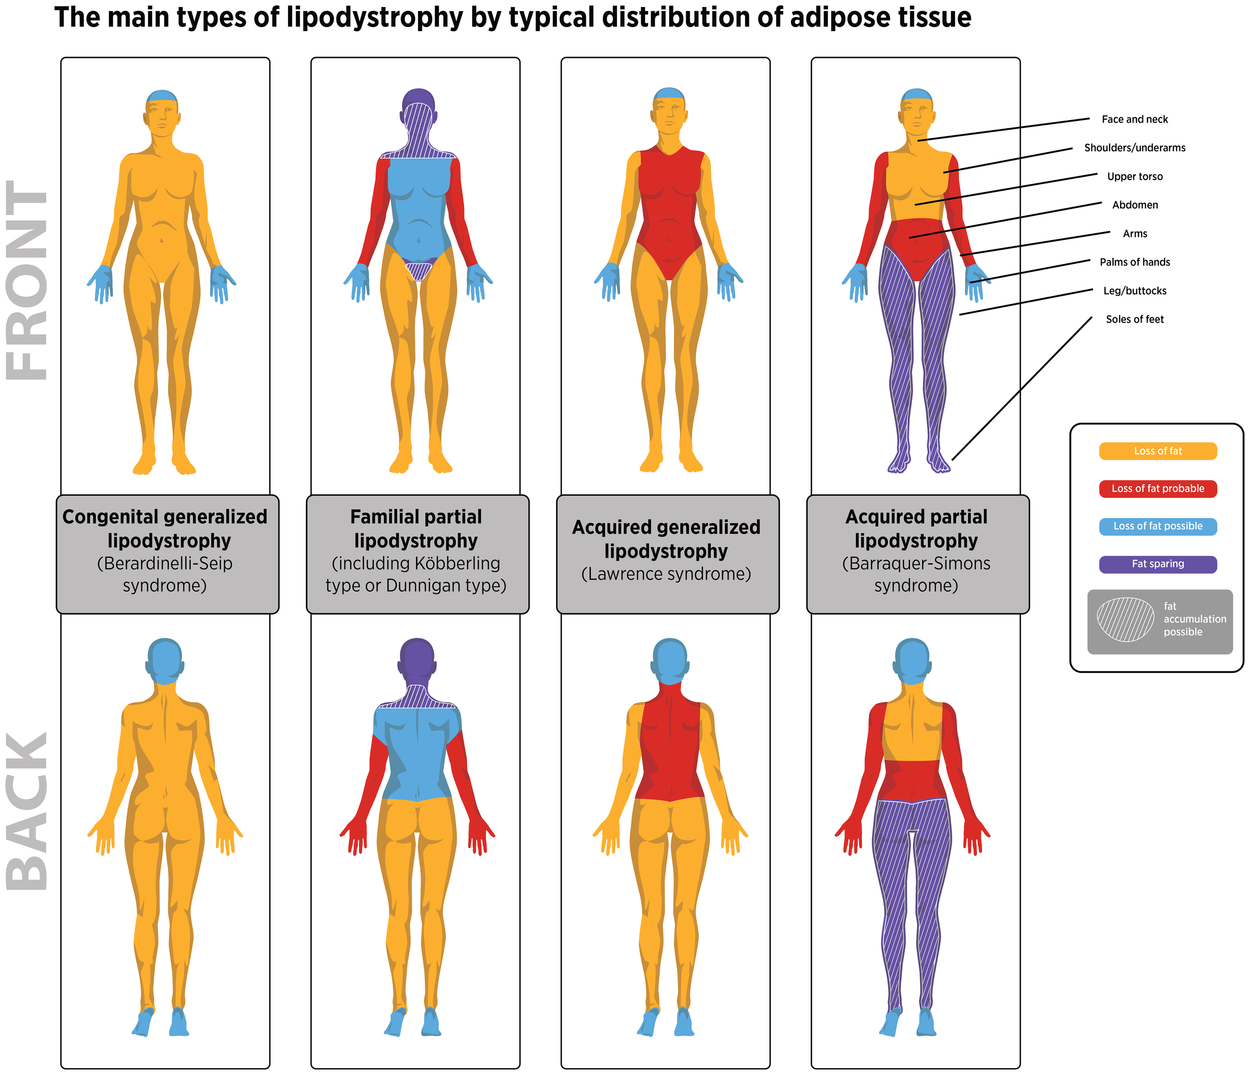 The main types of lipodystrophy by typical distribution of adipose tissue
FRONT
Face and neck
Shoulders/underarms
Upper torso
Abdomen
Arms
Palms of hands
Leg/buttocks
Soles of feet
Loss of fat
Loss of fat probable
Loss of fat possible
Fat sparing
fat
accumulation
possible
Congenital generalized
lipodystrophy
(Berardinelli-Seip
syndrome)
Familial partial
lipodystrophy
(including Köbberling
type or Dunnigan type)
Acquired generalized
lipodystrophy
(Lawrence syndrome)
Acquired partial
lipodystrophy
(Barraquer-Simons
syndrome)
BACK